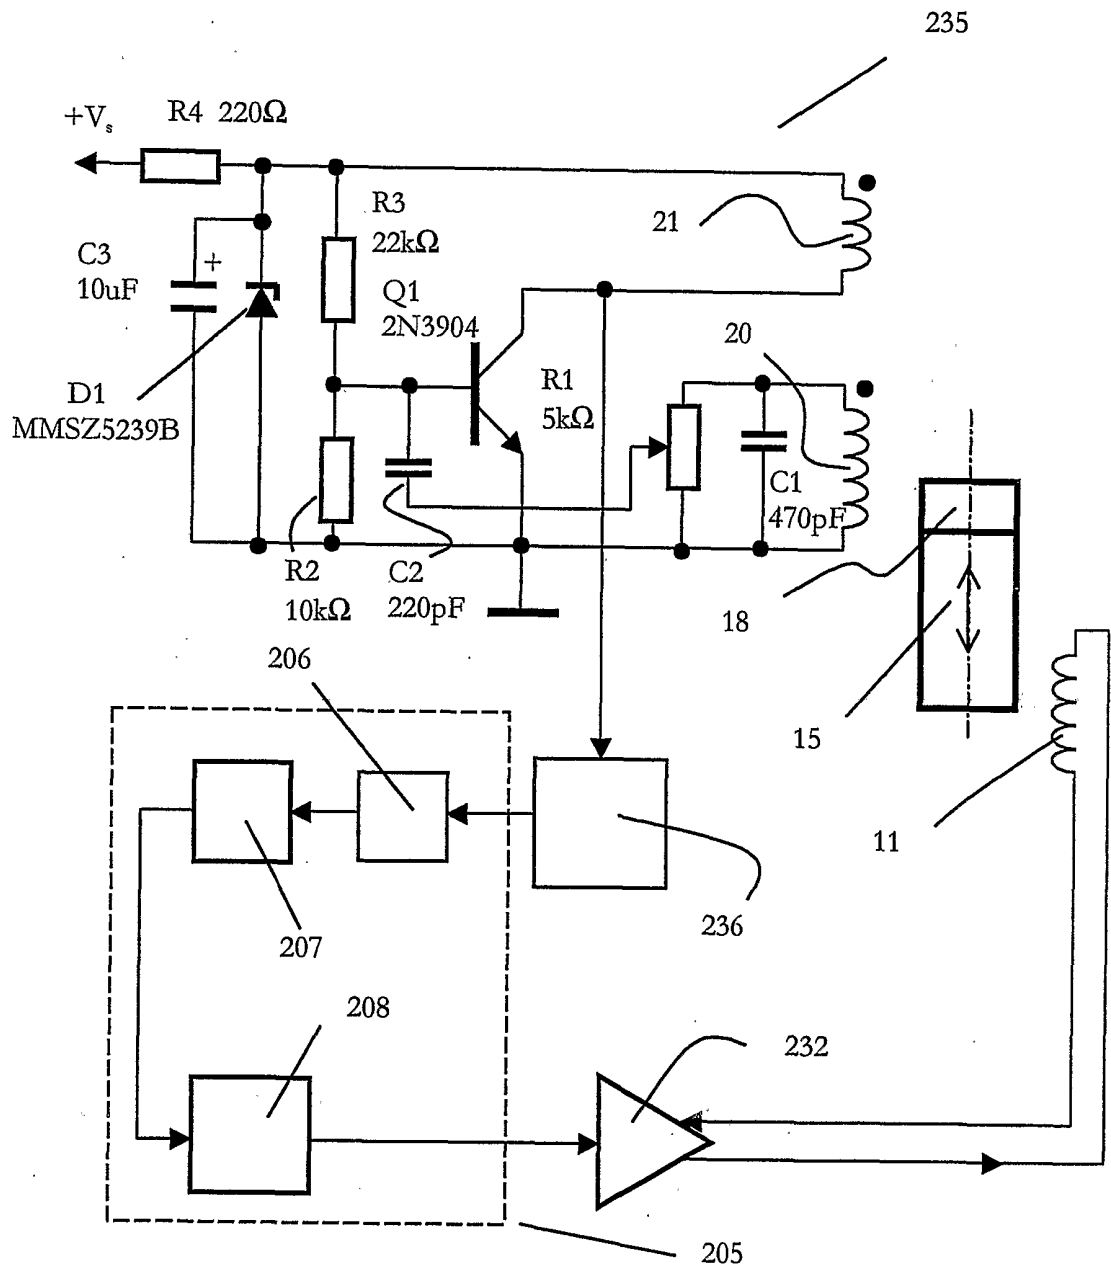 235
+Vs
R4 220Ω
R3
22kΩ
21
C3
10uF
+
Q1
2N3904
20
D1
MMSZ5239B
R1
5kΩ
C1
470pF
R2
10kΩ
C2
220pF
18
206
15
11
236
207
208
232
205